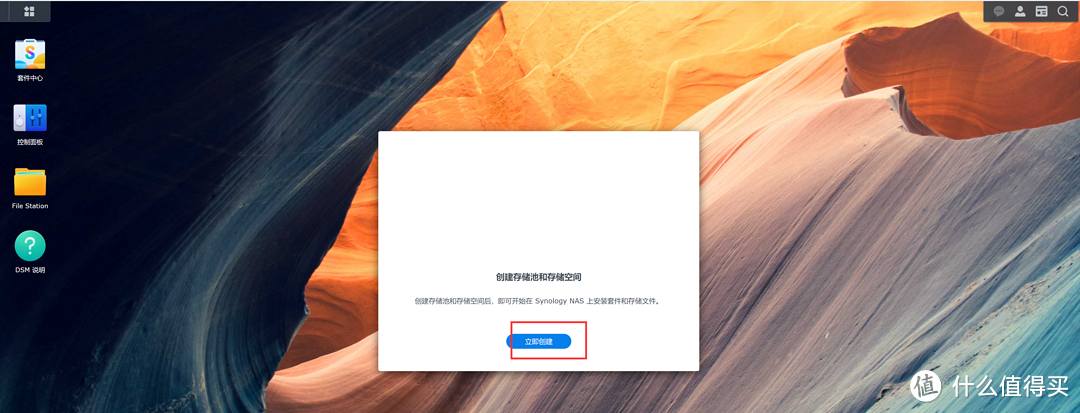 套件中心
控制面板
File Station
DSM 说明
创建存储池和存储空间
创建存储池和存储空间后，即可开始在 Synology NAS 上安装套件和存储文件。
立即创建
值 什么值得买